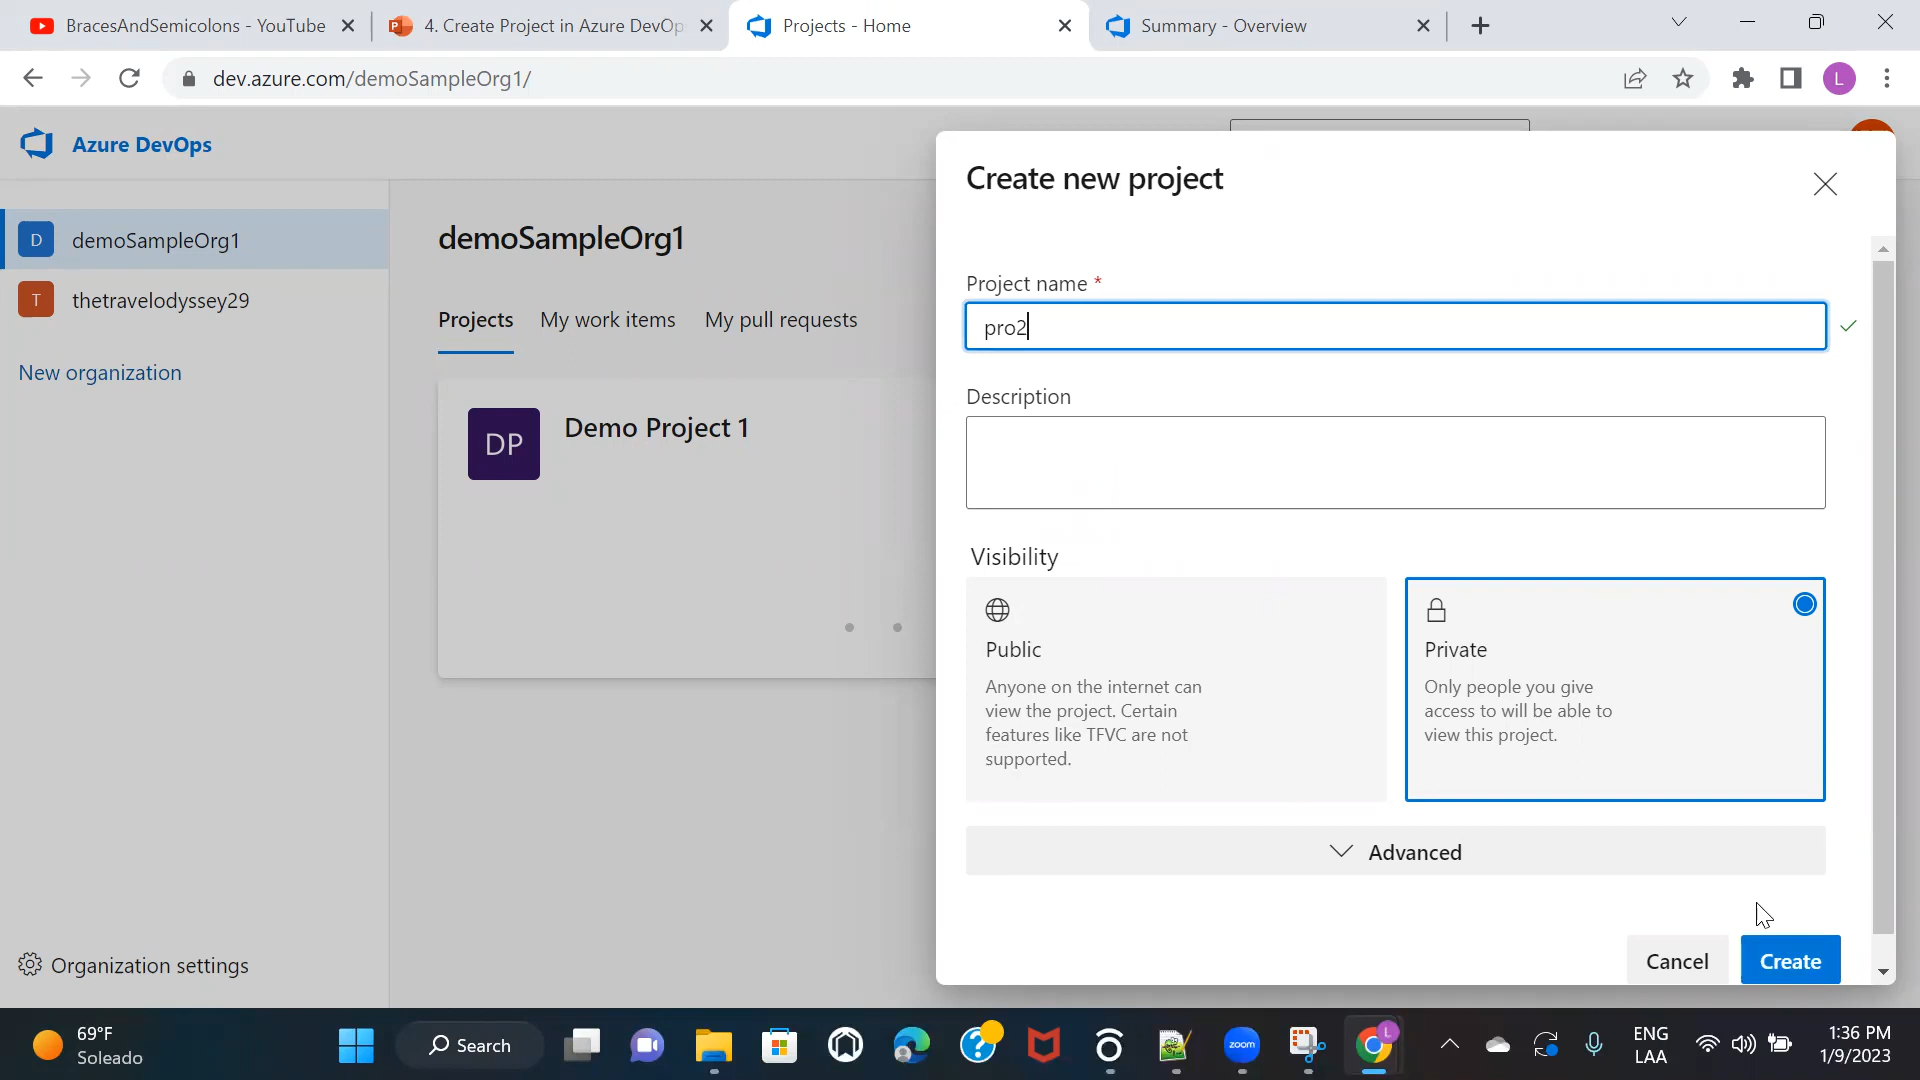 BracesAndSemicolons - YouTube
4. Create Project in Azure DevOp
Projects - Home
Summary - Overview
dev.azure.com/demoSampleOrg1/
L
Azure DevOps
Create new project
D demoSampleOrg1
T thetravelodyssey29
New organization
demoSampleOrg1
Projects My work items My pull requests
DP Demo Project 1
Project name *
pro2
Description
Visibility
Public
Anyone on the internet can
view the project. Certain
features like TFVC are not
supported.
Private
Only people you give
access to will be able to
view this project.
Advanced
Organization settings
Cancel Create
69°F
Soleado
Search
zoom
L
ENG
LAA
1:36 PM
1/9/2023